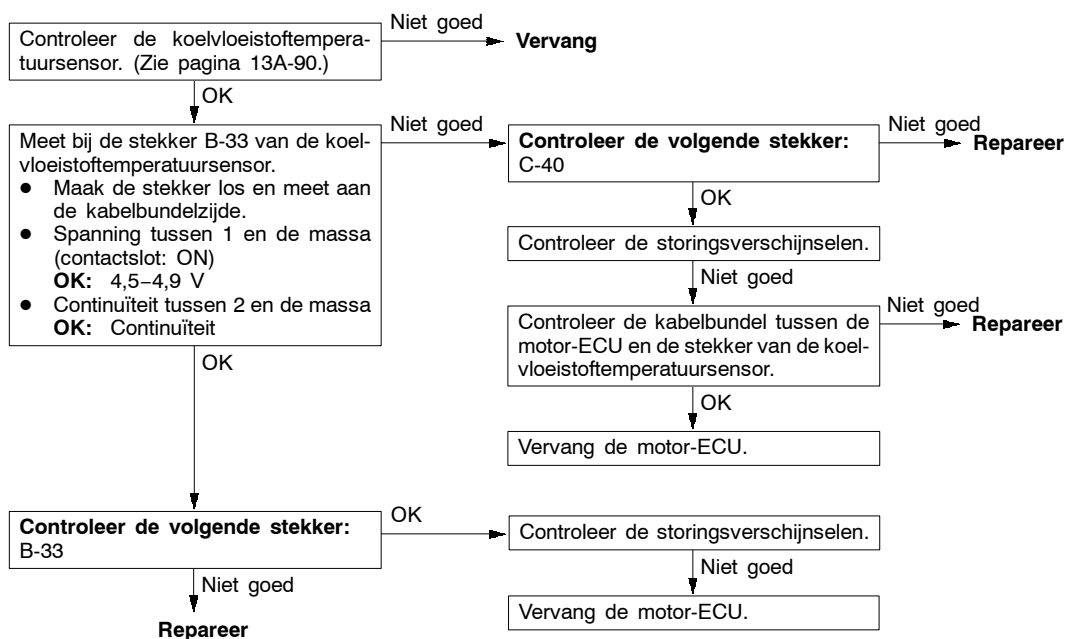 Controleer de koelvloeistoftempera-
tuursensor. (Zie pagina 13A-90.)
Niet goed
Vervang
OK
Meet bij de stekker B-33 van de koel-
vloeistoftemperatuursensor.
● Maak de stekker los en meet aan
de kabelbundelzijde.
● Spanning tussen 1 en de massa
(contactslot: ON)
OK: 4,5–4,9 V
● Continuïteit tussen 2 en de massa
OK: Continuïteit
Niet goed
Controleer de volgende stekker:
C-40
Niet goed
Repareer
OK
Controleer de storingsverschijnselen.
Niet goed
Controleer de kabelbundel tussen de
motor-ECU en de stekker van de koel-
vloeistoftemperatuursensor.
Niet goed
Repareer
OK
Vervang de motor-ECU.
OK
Controleer de volgende stekker:
B-33
OK
Controleer de storingsverschijnselen.
Niet goed
Vervang de motor-ECU.
Niet goed
Repareer